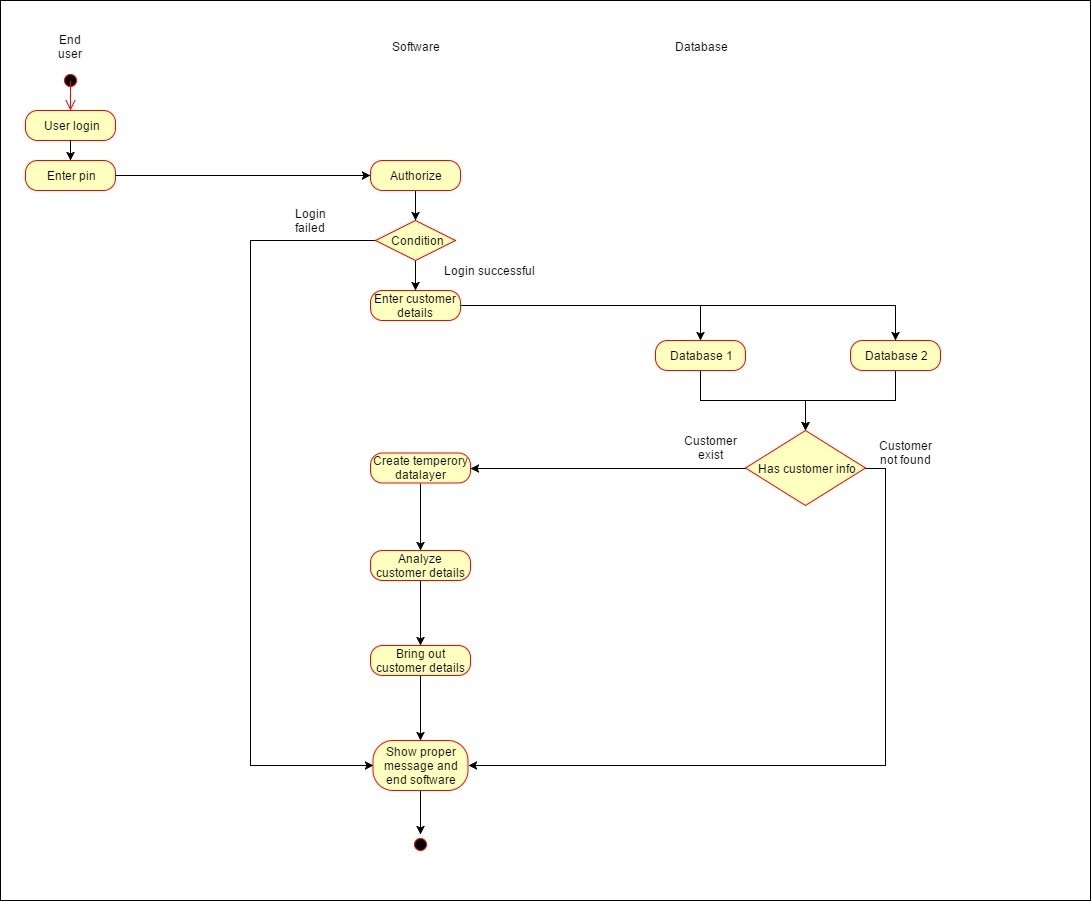 End
user
Software
Database
User login
Enter pin
Authorize
Login
failed
Condition
Login successful
Enter customer
details
Database 1
Database 2
Customer
exist
Customer
not found
Has customer info
Create temperory
datalayer
Analyze
customer details
Bring out
customer details
Show proper
message and
end software